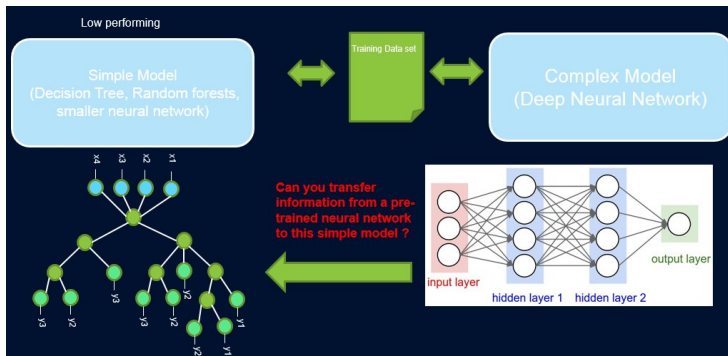 Low performing
Simple Model
(Decision Tree, Random forests,
smaller neural network)
Training Data set
Complex Model
(Deep Neural Network)
x4
x3
x2
x1
Can you transfer
information from a pre-
trained neural network
to this simple model ?
y3
y2
y3
y2
y2
y1
y2
y1
input layer
hidden layer 1
hidden layer 2
output layer